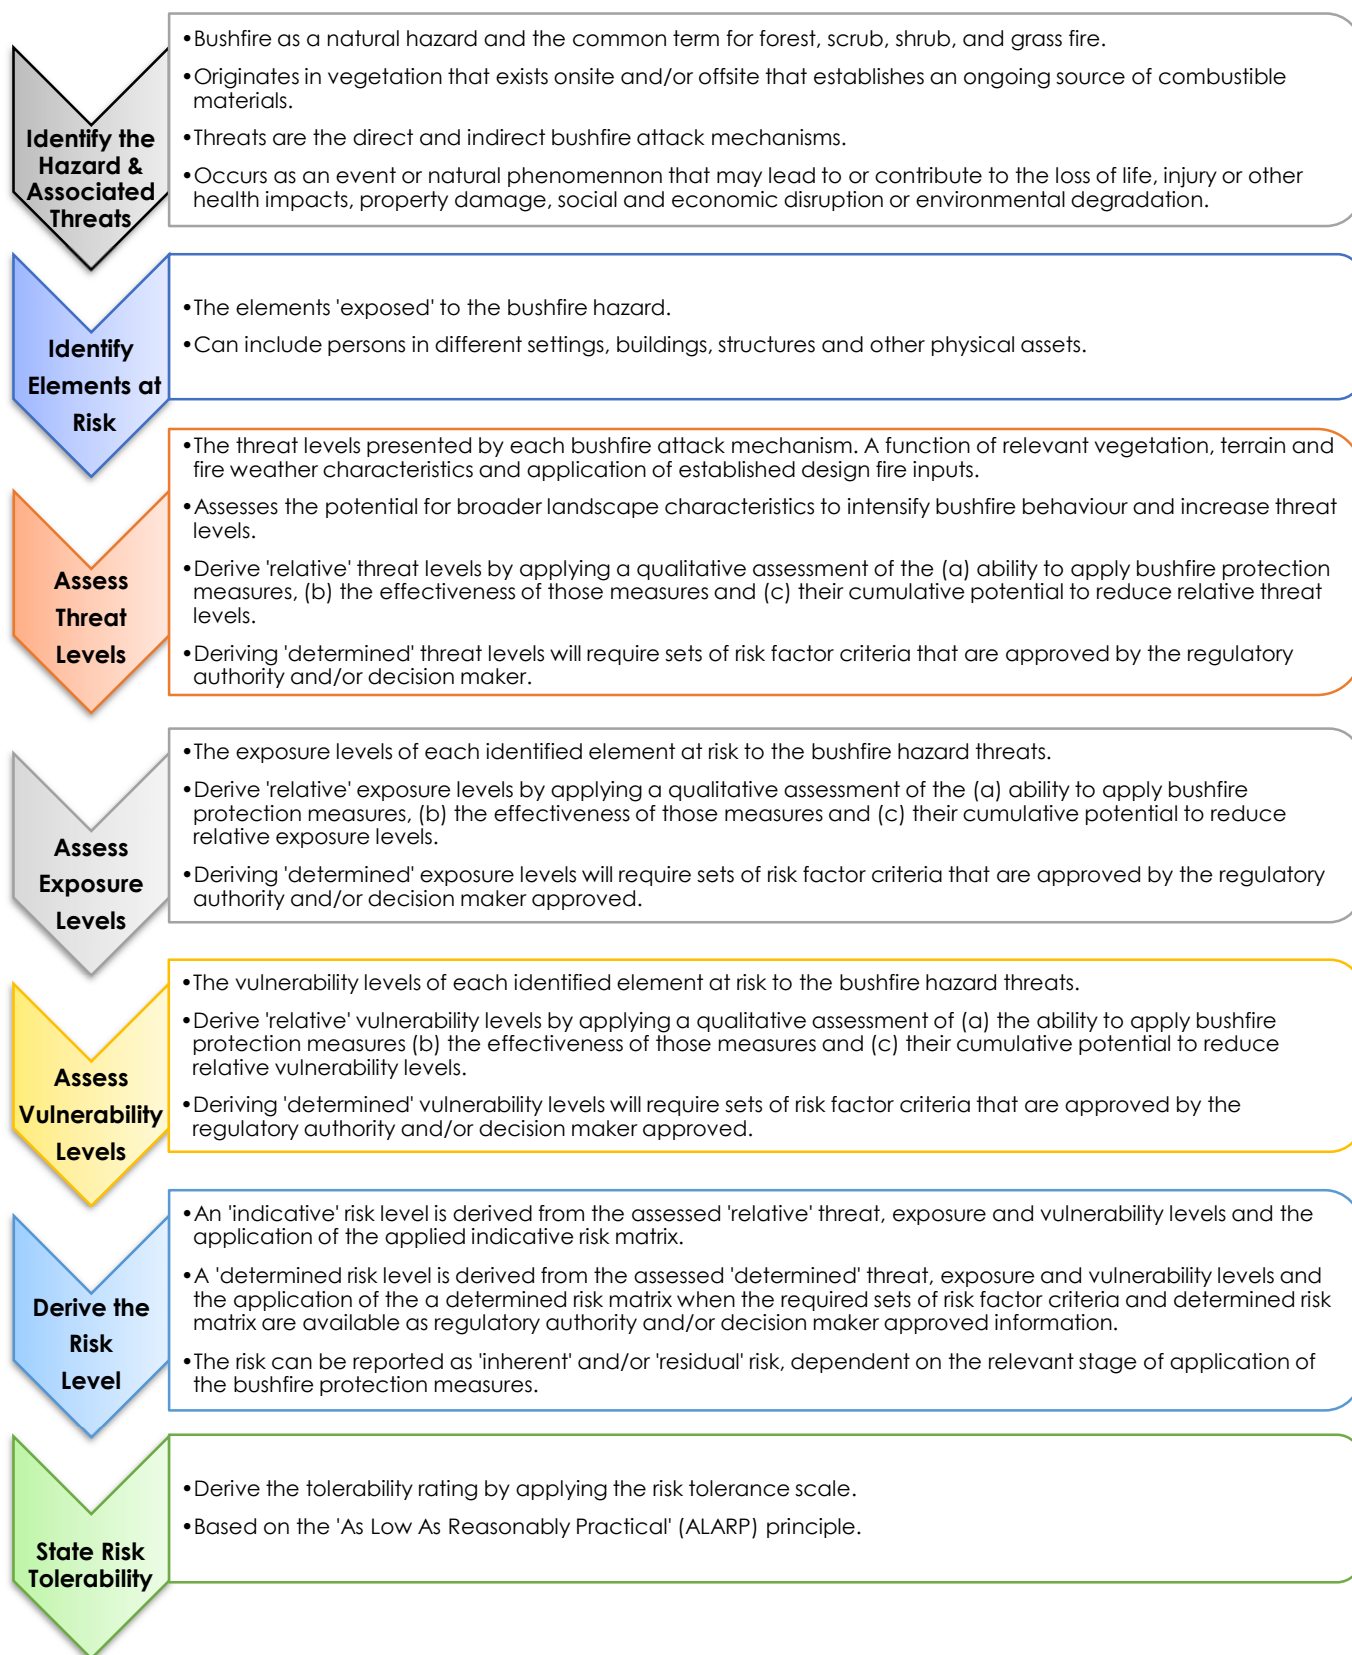 Identify the
Hazard &
Associated
Threats
•Bushfire as a natural hazard and the common term for forest, scrub, shrub, and grass fire.
•Originates in vegetation that exists onsite and/or offsite that establishes an ongoing source of combustible
materials.
•Threats are the direct and indirect bushfire attack mechanisms.
•Occurs as an event or natural phenomennon that may lead to or contribute to the loss of life, injury or other
health impacts, property damage, social and economic disruption or environmental degradation.
Identify
Elements at
Risk
•The elements 'exposed' to the bushfire hazard.
•Can include persons in different settings, buildings, structures and other physical assets.
Assess
Threat
Levels
•The threat levels presented by each bushfire attack mechanism. A function of relevant vegetation, terrain and
fire weather characteristics and application of established design fire inputs.
•Assesses the potential for broader landscape characteristics to intensify bushfire behaviour and increase threat
levels.
•Derive 'relative' threat levels by applying a qualitative assessment of the (a) ability to apply bushfire protection
measures, (b) the effectiveness of those measures and (c) their cumulative potential to reduce relative threat
levels.
•Deriving 'determined' threat levels will require sets of risk factor criteria that are approved by the regulatory
authority and/or decision maker.
Assess
Exposure
Levels
•The exposure levels of each identified element at risk to the bushfire hazard threats.
•Derive 'relative' exposure levels by applying a qualitative assessment of the (a) ability to apply bushfire
protection measures, (b) the effectiveness of those measures and (c) their cumulative potential to reduce
relative exposure levels.
•Deriving 'determined' exposure levels will require sets of risk factor criteria that are approved by the regulatory
authority and/or decision maker approved.
Assess
Vulnerability
Levels
•The vulnerability levels of each identified element at risk to the bushfire hazard threats.
•Derive 'relative' vulnerability levels by applying a qualitative assessment of (a) the ability to apply bushfire
protection measures (b) the effectiveness of those measures and (c) their cumulative potential to reduce
relative vulnerability levels.
•Deriving 'determined' vulnerability levels will require sets of risk factor criteria that are approved by the
regulatory authority and/or decision maker approved.
Derive the
Risk
Level
•An 'indicative' risk level is derived from the assessed 'relative' threat, exposure and vulnerability levels and the
application of the applied indicative risk matrix.
•A 'determined risk level is derived from the assessed 'determined' threat, exposure and vulnerability levels and
the application of the a determined risk matrix when the required sets of risk factor criteria and determined risk
matrix are available as regulatory authority and/or decision maker approved information.
•The risk can be reported as 'inherent' and/or 'residual' risk, dependent on the relevant stage of application of
the bushfire protection measures.
State Risk
Tolerability
•Derive the tolerability rating by applying the risk tolerance scale.
•Based on the 'As Low As Reasonably Practical' (ALARP) principle.